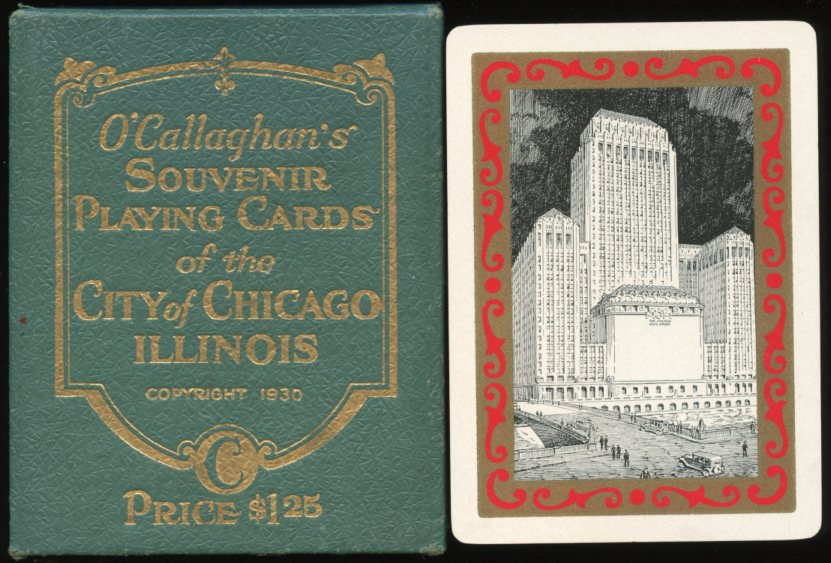 O'Callaghan's
SOUVENIR
PLAYING CARDS
of the
CITY of CHICAGO
ILLINOIS
COPYRIGHT 1930
C
PRICE $1.25